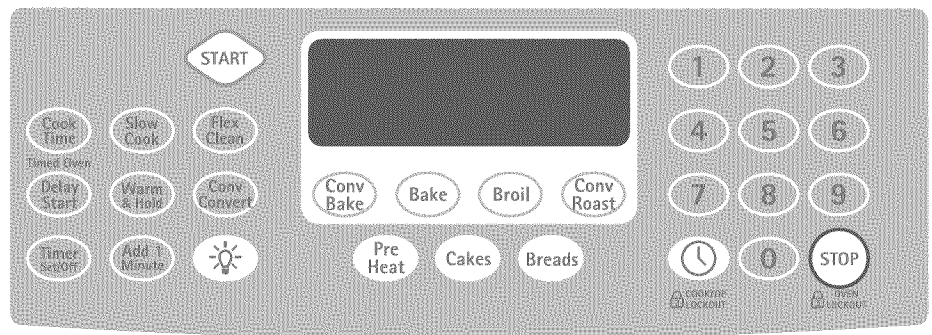 START
Cook
Time
Slow
Cook
Flex
Clean
Timed Oven
Delay
Start
Warm
& Hold
Conv
Convert
Timer
Set/Off
Add 1
Minute
Conv
Bake
Bake
Broil
Conv
Roast
Pre
Heat
Cakes
Breads
1 2 3
4 5 6
7 8 9
0
STOP
COOKTOP
LOCKOUT
OVEN
LOCKOUT